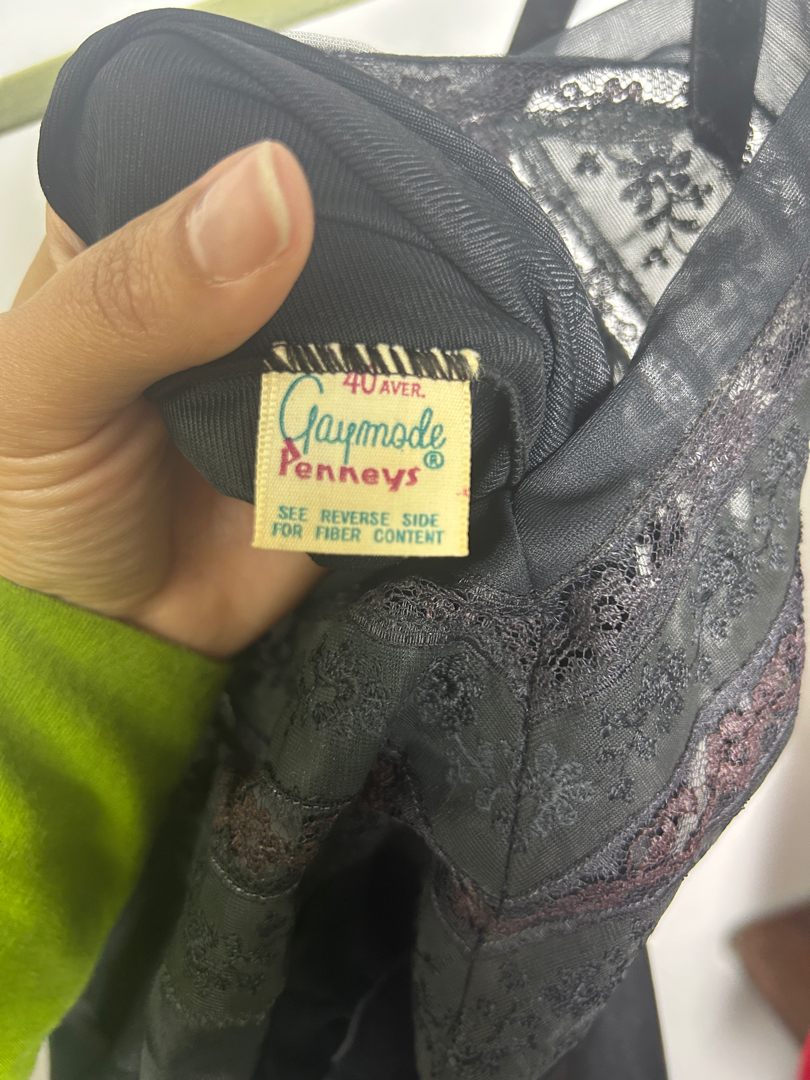 40 AVER.
Gaymode
Penneys®
SEE REVERSE SIDE
FOR FIBER CONTENT